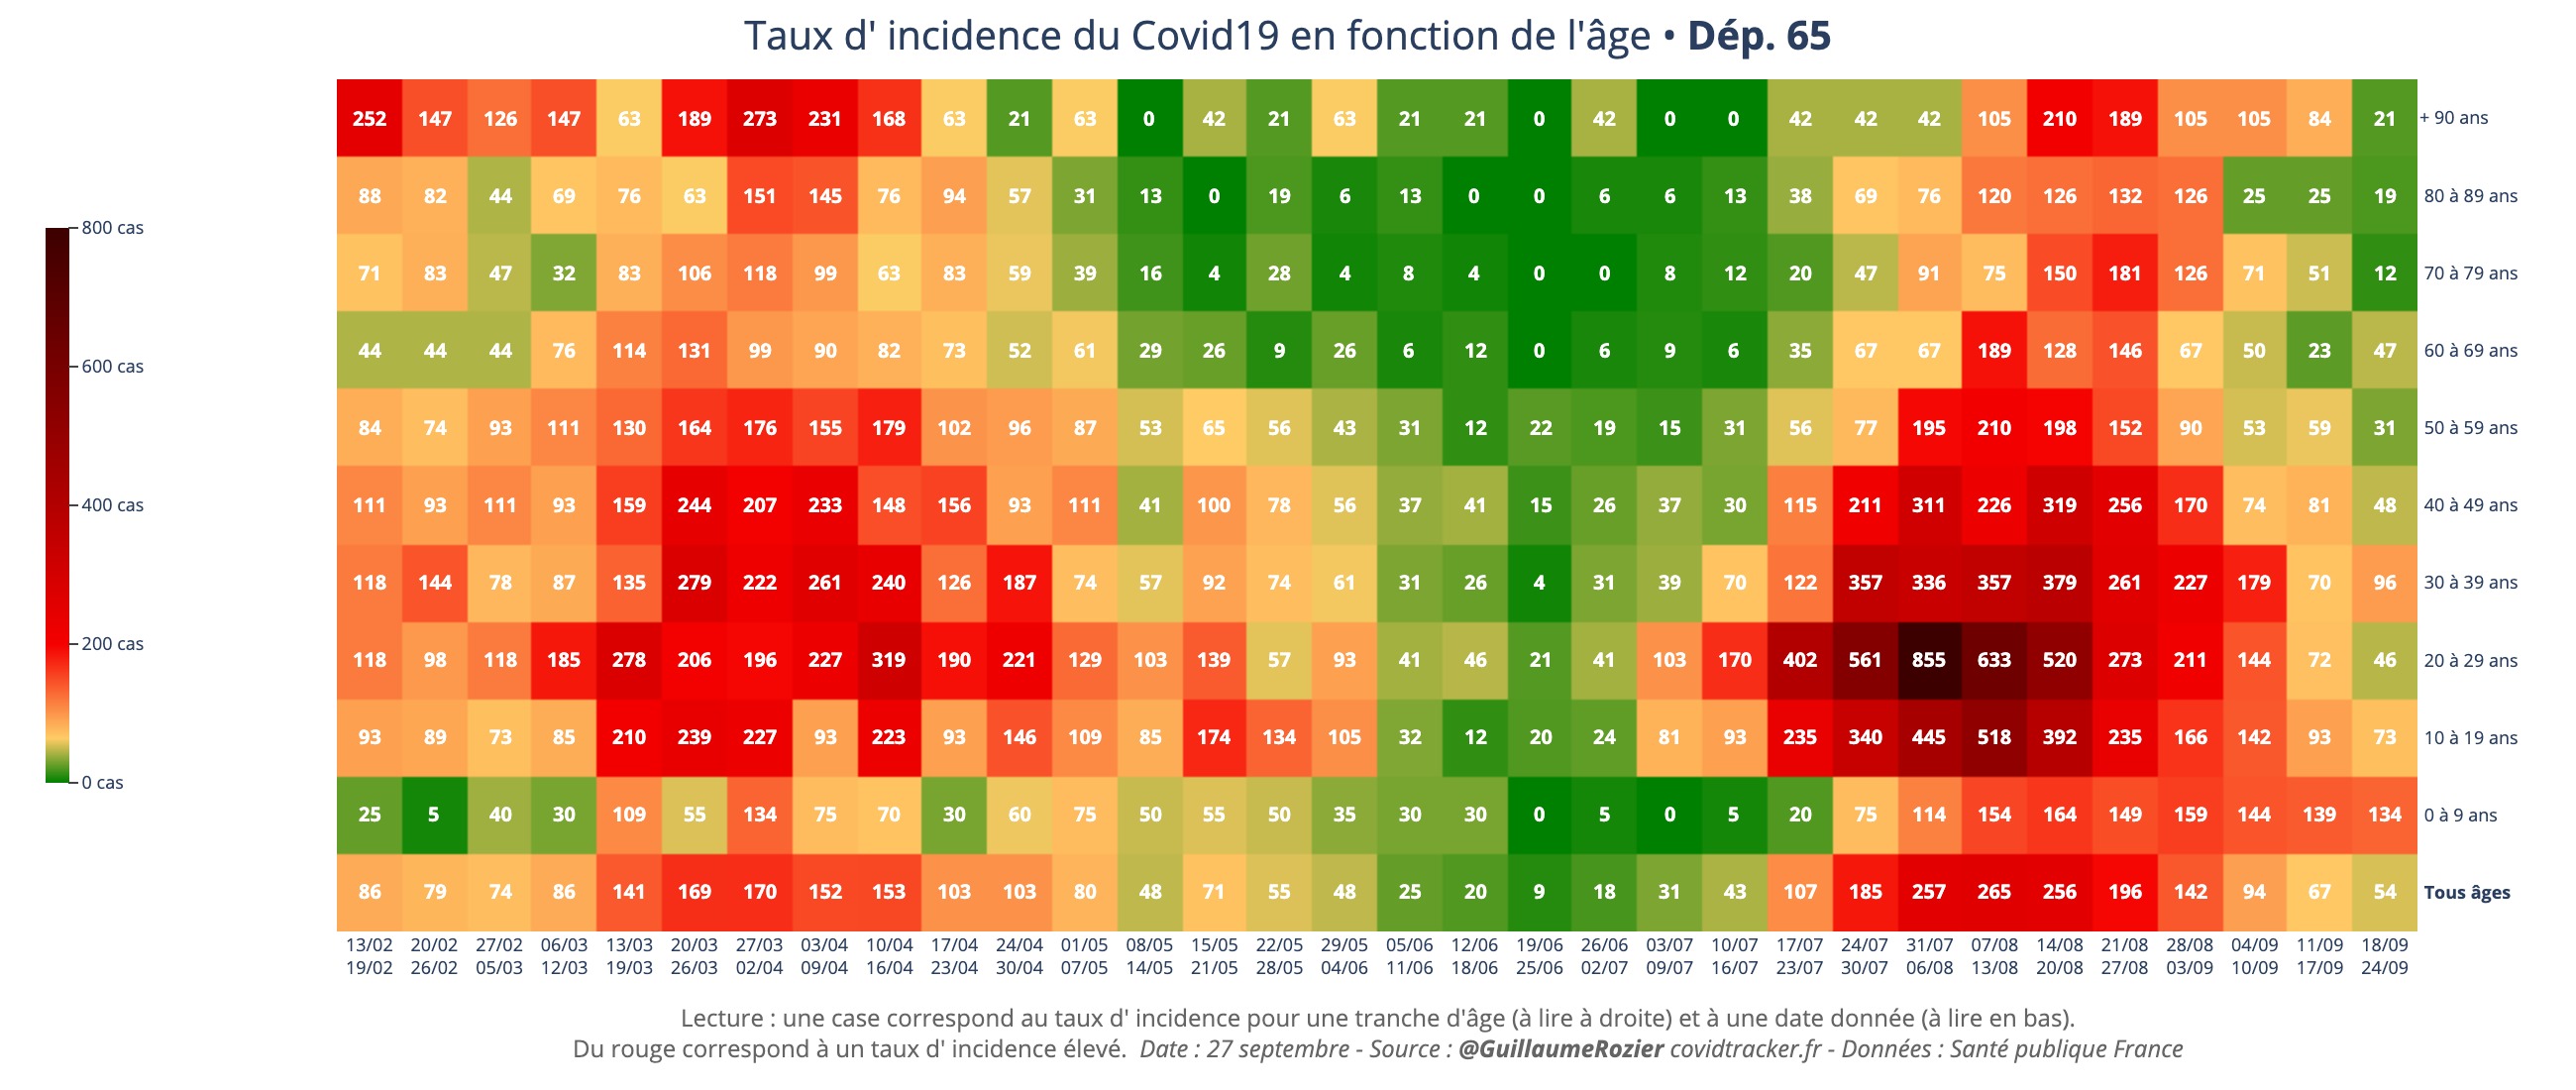 Taux d' incidence du Covid19 en fonction de l'âge • Dép. 65
800 cas
600 cas
400 cas
200 cas
0 cas
252 147 126 147 63 189 273 231 168 63 21 63 0 42 21 63 21 21 0 42 0 0 42 42 42 105 210 189 105 105 84 21 + 90 ans
88 82 44 69 76 63 151 145 76 94 57 31 13 0 19 6 13 0 0 6 6 13 38 69 76 120 126 132 126 25 25 19 80 à 89 ans
71 83 47 32 83 106 118 99 63 83 59 39 16 4 28 4 8 4 0 0 8 12 20 47 91 75 150 181 126 71 51 12 70 à 79 ans
44 44 44 76 114 131 99 90 82 73 52 61 29 26 9 26 6 12 0 6 9 6 35 67 67 189 128 146 67 50 23 47 60 à 69 ans
84 74 93 111 130 164 176 155 179 102 96 87 53 65 56 43 31 12 22 19 15 31 56 77 195 210 198 152 90 53 59 31 50 à 59 ans
111 93 111 93 159 244 207 233 148 156 93 111 41 100 78 56 37 41 15 26 37 30 115 211 311 226 319 256 170 74 81 48 40 à 49 ans
118 144 78 87 135 279 222 261 240 126 187 74 57 92 74 61 31 26 4 31 39 70 122 357 336 357 379 261 227 179 70 96 30 à 39 ans
118 98 118 185 278 206 196 227 319 190 221 129 103 139 57 93 41 46 21 41 103 170 402 561 855 633 520 273 211 144 72 46 20 à 29 ans
93 89 73 85 210 239 227 93 223 93 146 109 85 174 134 105 32 12 20 24 81 93 235 340 445 518 392 235 166 142 93 73 10 à 19 ans
25 5 40 30 109 55 134 75 70 30 60 75 50 55 50 35 30 30 0 5 0 5 20 75 114 154 164 149 159 144 139 134 0 à 9 ans
86 79 74 86 141 169 170 152 153 103 103 80 48 71 55 48 25 20 9 18 31 43 107 185 257 265 256 196 142 94 67 54 Tous âges
13/02 20/02 27/02 06/03 13/03 20/03 27/03 03/04 10/04 17/04 24/04 01/05 08/05 15/05 22/05 29/05 05/06 12/06 19/06 26/06 03/07 10/07 17/07 24/07 31/07 07/08 14/08 21/08 28/08 04/09 11/09 18/09
19/02 26/02 05/03 12/03 19/03 26/03 02/04 09/04 16/04 23/04 30/04 07/05 14/05 21/05 28/05 04/06 11/06 18/06 25/06 02/07 09/07 16/07 23/07 30/07 06/08 13/08 20/08 27/08 03/09 10/09 17/09 24/09
Lecture : une case correspond au taux d' incidence pour une tranche d'âge (à lire à droite) et à une date donnée (à lire en bas).
Du rouge correspond à un taux d' incidence élevé. Date : 27 septembre - Source : @GuillaumeRozier covidtracker.fr - Données : Santé publique France